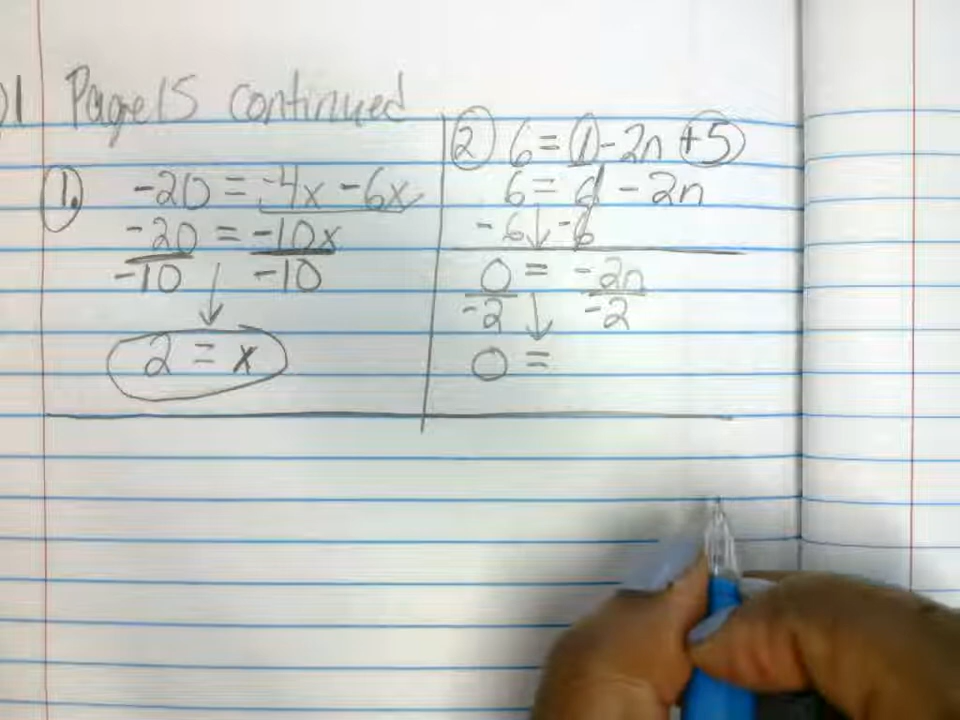 Page 15 continued
1. -20 = -4x -6x
-20 = -10x
-10 -10
2 = x
2 6 = 1 -2n +5
6 = 6 - 2n
-6 -6
0 = -2n
-2 -2
0 =